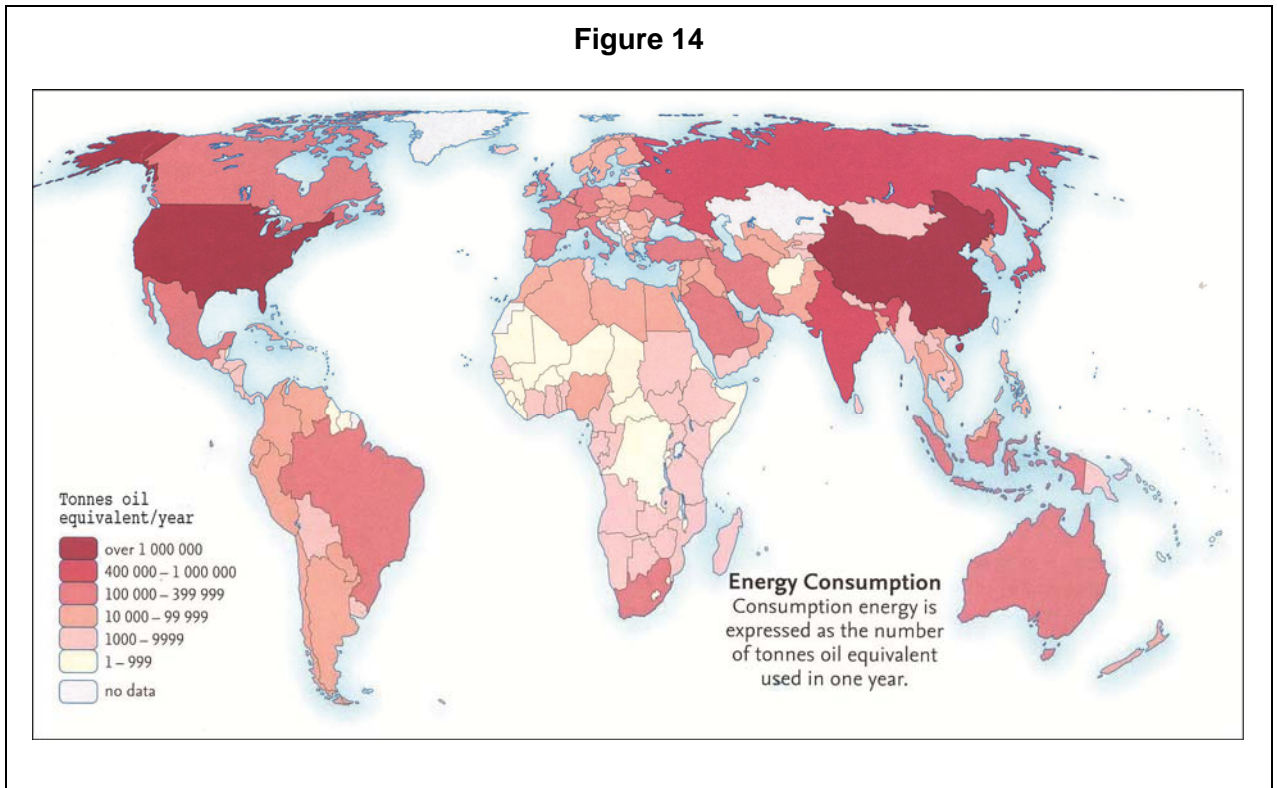 Figure 14
Tonnes oil
equivalent/year
over 1 000 000
400 000 – 1 000 000
100 000 – 399 999
10 000 – 99 999
1000 – 9999
1 – 999
no data
Energy Consumption
Consumption energy is
expressed as the number
of tonnes oil equivalent
used in one year.